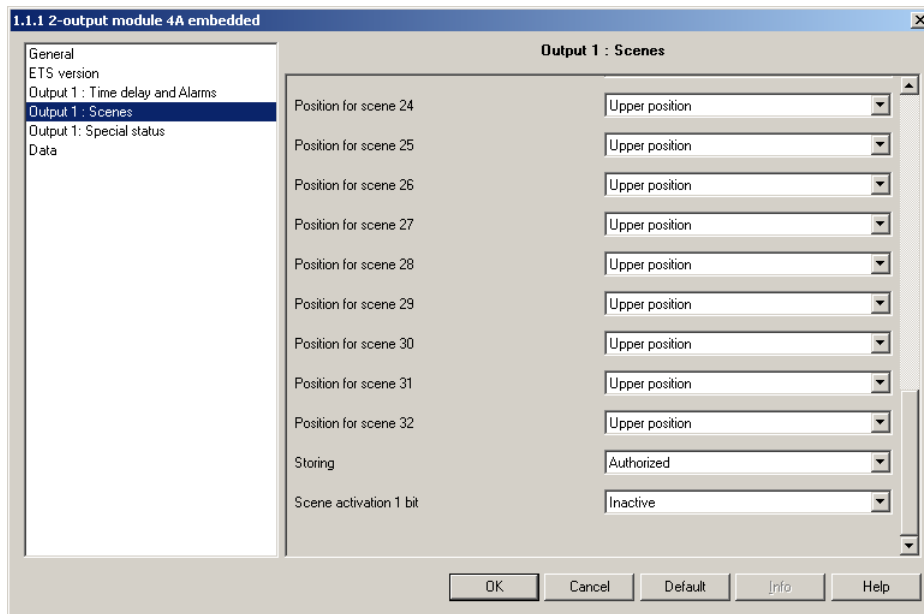 1.1.1 2-output module 4A embedded
General
ETS version
Output 1 : Time delay and Alarms
Output 1 : Scenes
Output 1: Special status
Data
Output 1 : Scenes
Position for scene 24 Upper position
Position for scene 25 Upper position
Position for scene 26 Upper position
Position for scene 27 Upper position
Position for scene 28 Upper position
Position for scene 29 Upper position
Position for scene 30 Upper position
Position for scene 31 Upper position
Position for scene 32 Upper position
Storing Authorized
Scene activation 1 bit Inactive
OK Cancel Default Info Help